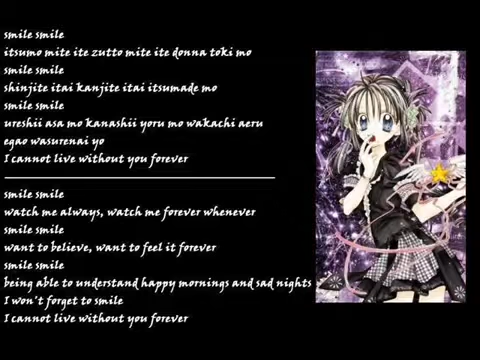 smile smile
itsumo mite ite zutto mite ite donna toki mo
smile smile
shinjite itai kanjite itai itsumade mo
smile smile
ureshii asa mo kanashii yoru mo wakachi aeru
egao wasurenai yo
I cannot live without you forever
smile smile
watch me always, watch me forever whenever
smile smile
want to believe, want to feel it forever
smile smile
being able to understand happy mornings and sad nights
I won't forget to smile
I cannot live without you forever